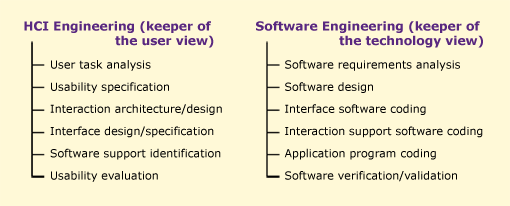 HCI Engineering (keeper of
the user view)
User task analysis
Usability specification
Interaction architecture/design
Interface design/specification
Software support identification
Usability evaluation
Software Engineering (keeper of
the technology view)
Software requirements analysis
Software design
Interface software coding
Interaction support software coding
Application program coding
Software verification/validation